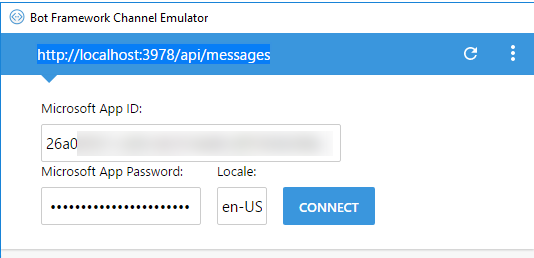 Bot Framework Channel Emulator
http://localhost:3978/api/messages
Microsoft App ID:
26a0
Microsoft App Password: Locale:
•••••••••••••••••••••••• en-US CONNECT